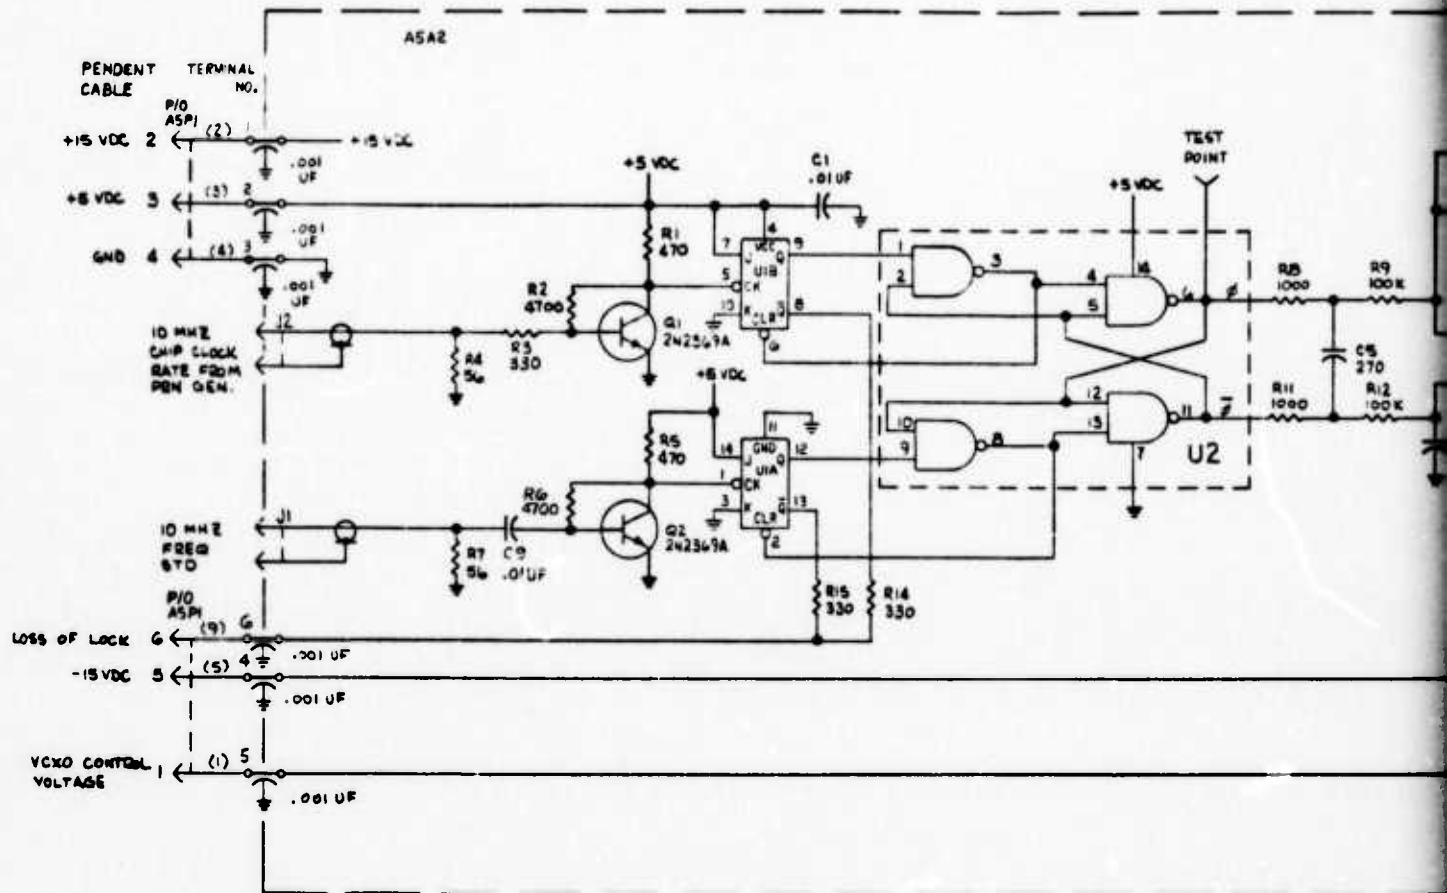 A5A2
PENDENT CABLE
TERMINAL NO.
P/O A5P1
+15 VDC 2 (2) 1
+15 VDC
.001 UF
+5 VDC 3 (3) 2
.001 UF
GND 4 (4) 3
.001 UF
10 MHZ
CHIP CLOCK
RATE FROM
PRN GEN.
J2
R4
56
R3
330
R2
4700
+5 VDC
R1
470
Q1
2N2369A
C1
.01UF
7 J
4
VCC
Q 9
U1B
5 CK
10 K
CLR
Q 8
6
+5 VDC
R5
470
R6
4700
Q2
2N2369A
14 J
11
GND
Q 12
U1A
1 CK
3 K
CLR
Q 13
2
10 MHZ
FREQ
STD
J1
R7
56
C9
.01UF
R15
330
R14
330
1
2
3
+5 VDC
14
4
5
6
TEST
POINT
12
13
11
7
10
9
8
U2
R8
1000
R9
100K
C5
270
R11
1000
R12
100K
P/O
A5P1
LOSS OF LOCK 6 (9) 6
.001 UF
-15 VDC 5 (5) 4
.001 UF
VCXO CONTROL
VOLTAGE
1 (1) 5
.001 UF